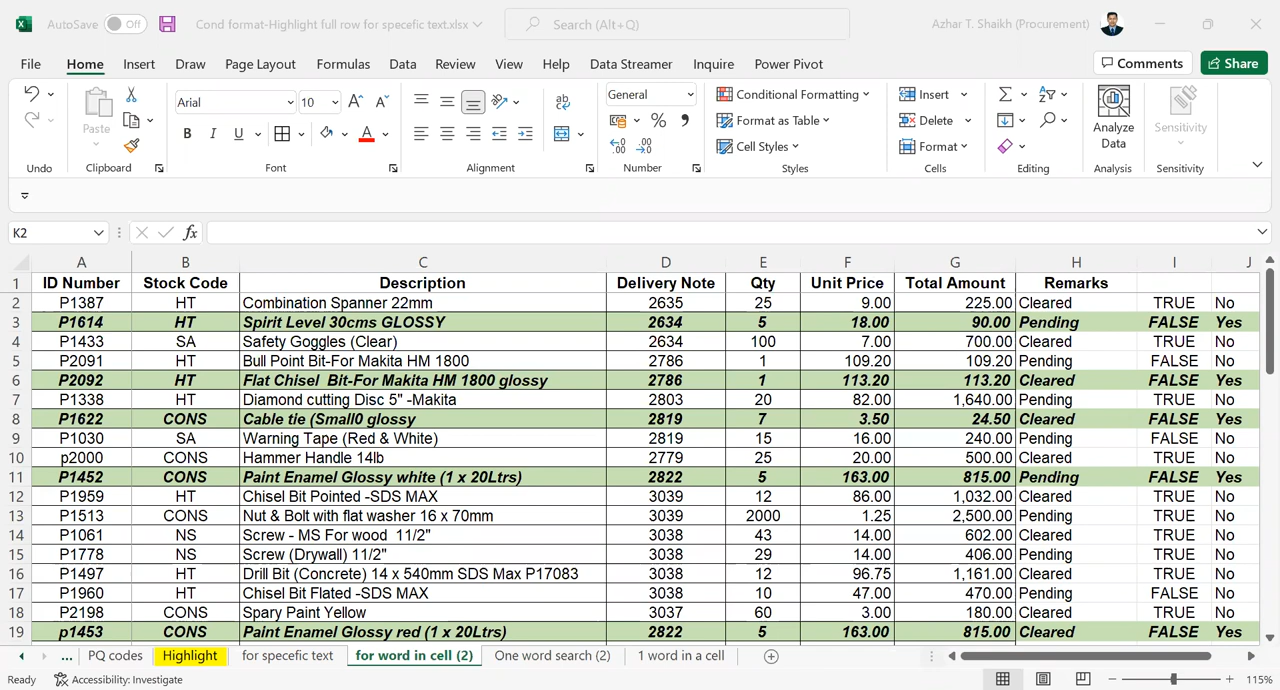 AutoSave Off Cond format-Highlight full row for specefic text.xlsx Search (Alt+Q) Azhar T. Shaikh (Procurement)
File Home Insert Draw Page Layout Formulas Data Review View Help Data Streamer Inquire Power Pivot Comments Share
Arial 10 General Conditional Formatting Insert
Paste B I U A ab % Format as Table Delete Analyze Data Sensitivity
Cell Styles Format
Undo Clipboard Font Alignment Number Styles Cells Editing Analysis Sensitivity
K2 fx
A B C D E F G H I J
1 ID Number Stock Code Description Delivery Note Qty Unit Price Total Amount Remarks
2 P1387 HT Combination Spanner 22mm 2635 25 9.00 225.00 Cleared TRUE No
3 P1614 HT Spirit Level 30cms GLOSSY 2634 5 18.00 90.00 Pending FALSE Yes
4 P1433 SA Safety Goggles (Clear) 2634 100 7.00 700.00 Cleared TRUE No
5 P2091 HT Bull Point Bit-For Makita HM 1800 2786 1 109.20 109.20 Pending FALSE No
6 P2092 HT Flat Chisel  Bit-For Makita HM 1800 glossy 2786 1 113.20 113.20 Cleared FALSE Yes
7 P1338 HT Diamond cutting Disc 5" -Makita 2803 20 82.00 1,640.00 Pending TRUE No
8 P1622 CONS Cable tie (Small0 glossy 2819 7 3.50 24.50 Cleared FALSE Yes
9 P1030 SA Warning Tape (Red & White) 2819 15 16.00 240.00 Pending FALSE No
10 p2000 CONS Hammer Handle 14lb 2779 25 20.00 500.00 Cleared TRUE No
11 P1452 CONS Paint Enamel Glossy white (1 x 20Ltrs) 2822 5 163.00 815.00 Pending FALSE Yes
12 P1959 HT Chisel Bit Pointed -SDS MAX 3039 12 86.00 1,032.00 Cleared TRUE No
13 P1513 CONS Nut & Bolt with flat washer 16 x 70mm 3039 2000 1.25 2,500.00 Pending TRUE No
14 P1061 NS Screw - MS For wood  11/2" 3038 43 14.00 602.00 Cleared TRUE No
15 P1778 NS Screw (Drywall) 11/2" 3038 29 14.00 406.00 Pending TRUE No
16 P1497 HT Drill Bit (Concrete) 14 x 540mm SDS Max P17083 3038 12 96.75 1,161.00 Cleared TRUE No
17 P1960 HT Chisel Bit Flated -SDS MAX 3038 10 47.00 470.00 Pending FALSE No
18 P2198 CONS Spary Paint Yellow 3037 60 3.00 180.00 Cleared TRUE No
19 p1453 CONS Paint Enamel Glossy red (1 x 20Ltrs) 2822 5 163.00 815.00 Cleared FALSE Yes
... PQ codes Highlight for specefic text for word in cell (2) One word search (2) 1 word in a cell
Ready Accessibility: Investigate 115%